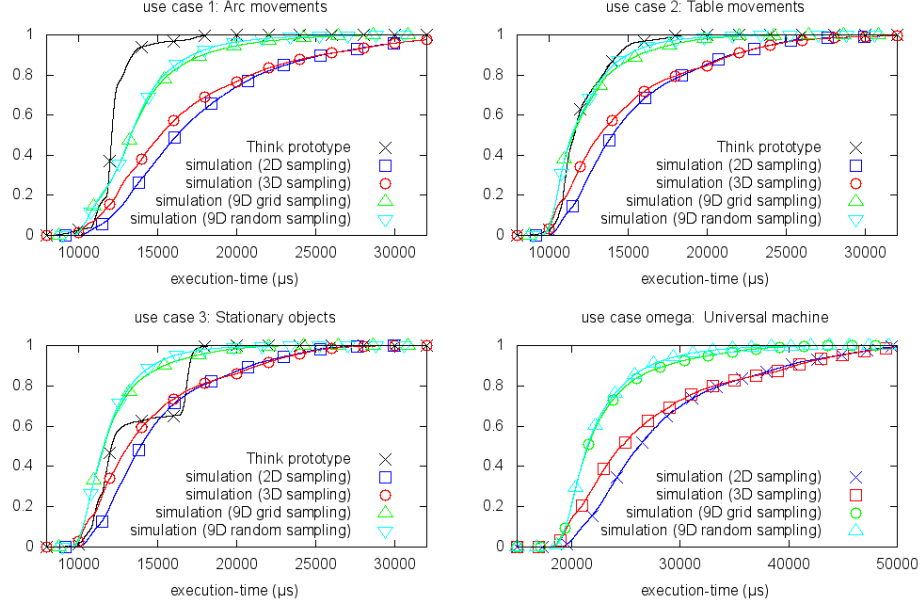 use case 1: Arc movements
1
0.8
0.6
0.4
0.2
0
Think prototype
simulation (2D sampling)
simulation (3D sampling)
simulation (9D grid sampling)
simulation (9D random sampling)
10000 15000 20000 25000 30000
execution-time (µs)
use case 2: Table movements
1
0.8
0.6
0.4
0.2
0
Think prototype
simulation (2D sampling)
simulation (3D sampling)
simulation (9D grid sampling)
simulation (9D random sampling)
10000 15000 20000 25000 30000
execution-time (µs)
use case 3: Stationary objects
1
0.8
0.6
0.4
0.2
0
Think prototype
simulation (2D sampling)
simulation (3D sampling)
simulation (9D grid sampling)
simulation (9D random sampling)
10000 15000 20000 25000 30000
execution-time (µs)
use case omega: Universal machine
1
0.8
0.6
0.4
0.2
0
simulation (2D sampling)
simulation (3D sampling)
simulation (9D grid sampling)
simulation (9D random sampling)
20000 30000 40000 50000
execution-time (µs)